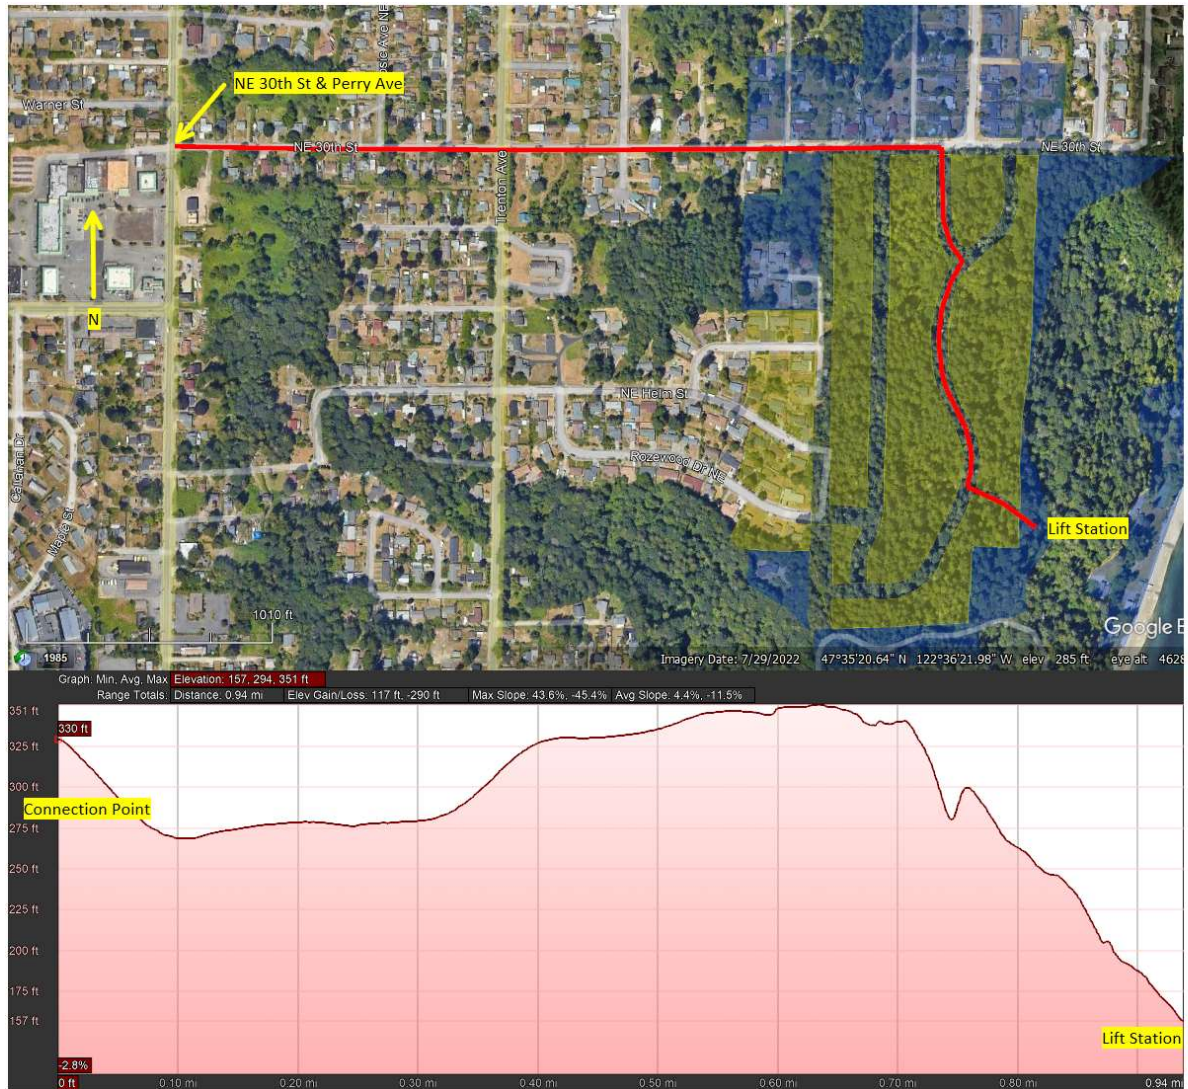 NE 30th St & Perry Ave
Warner St
NE 30th St
NE 30th St
Trenton Ave
N
NE Helm St
Rozewood Dr NE
Callahan Dr
Maple St
Lift Station
1010 ft
1985
Google E
Imagery Date: 7/29/2022 47°35'20.64" N 122°36'21.98" W elev 285 ft eye alt 4628
Graph: Min, Avg, Max Elevation: 157, 294, 351 ft
Range Totals: Distance: 0.94 mi Elev Gain/Loss: 117 ft, -290 ft Max Slope: 43.6%, -45.4% Avg Slope: 4.4%, -11.5%
351 ft
330 ft
325 ft
300 ft
Connection Point
275 ft
250 ft
225 ft
200 ft
175 ft
157 ft
Lift Station
-2.8%
0 ft 0.10 mi 0.20 mi 0.30 mi 0.40 mi 0.50 mi 0.60 mi 0.70 mi 0.80 mi 0.94 mi